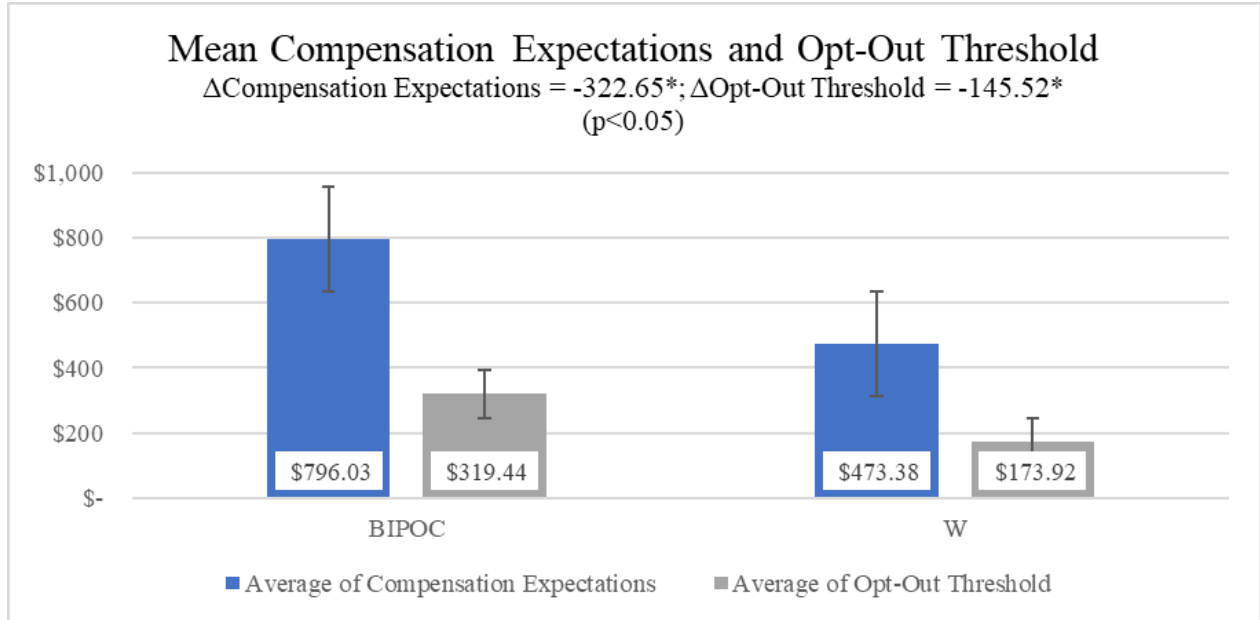 Mean Compensation Expectations and Opt-Out Threshold
ΔCompensation Expectations = -322.65*; ΔOpt-Out Threshold = -145.52*
(p<0.05)
$1,000
$800
$600
$400
$200
$-
$796.03
$319.44
$473.38
$173.92
BIPOC
W
Average of Compensation Expectations
Average of Opt-Out Threshold